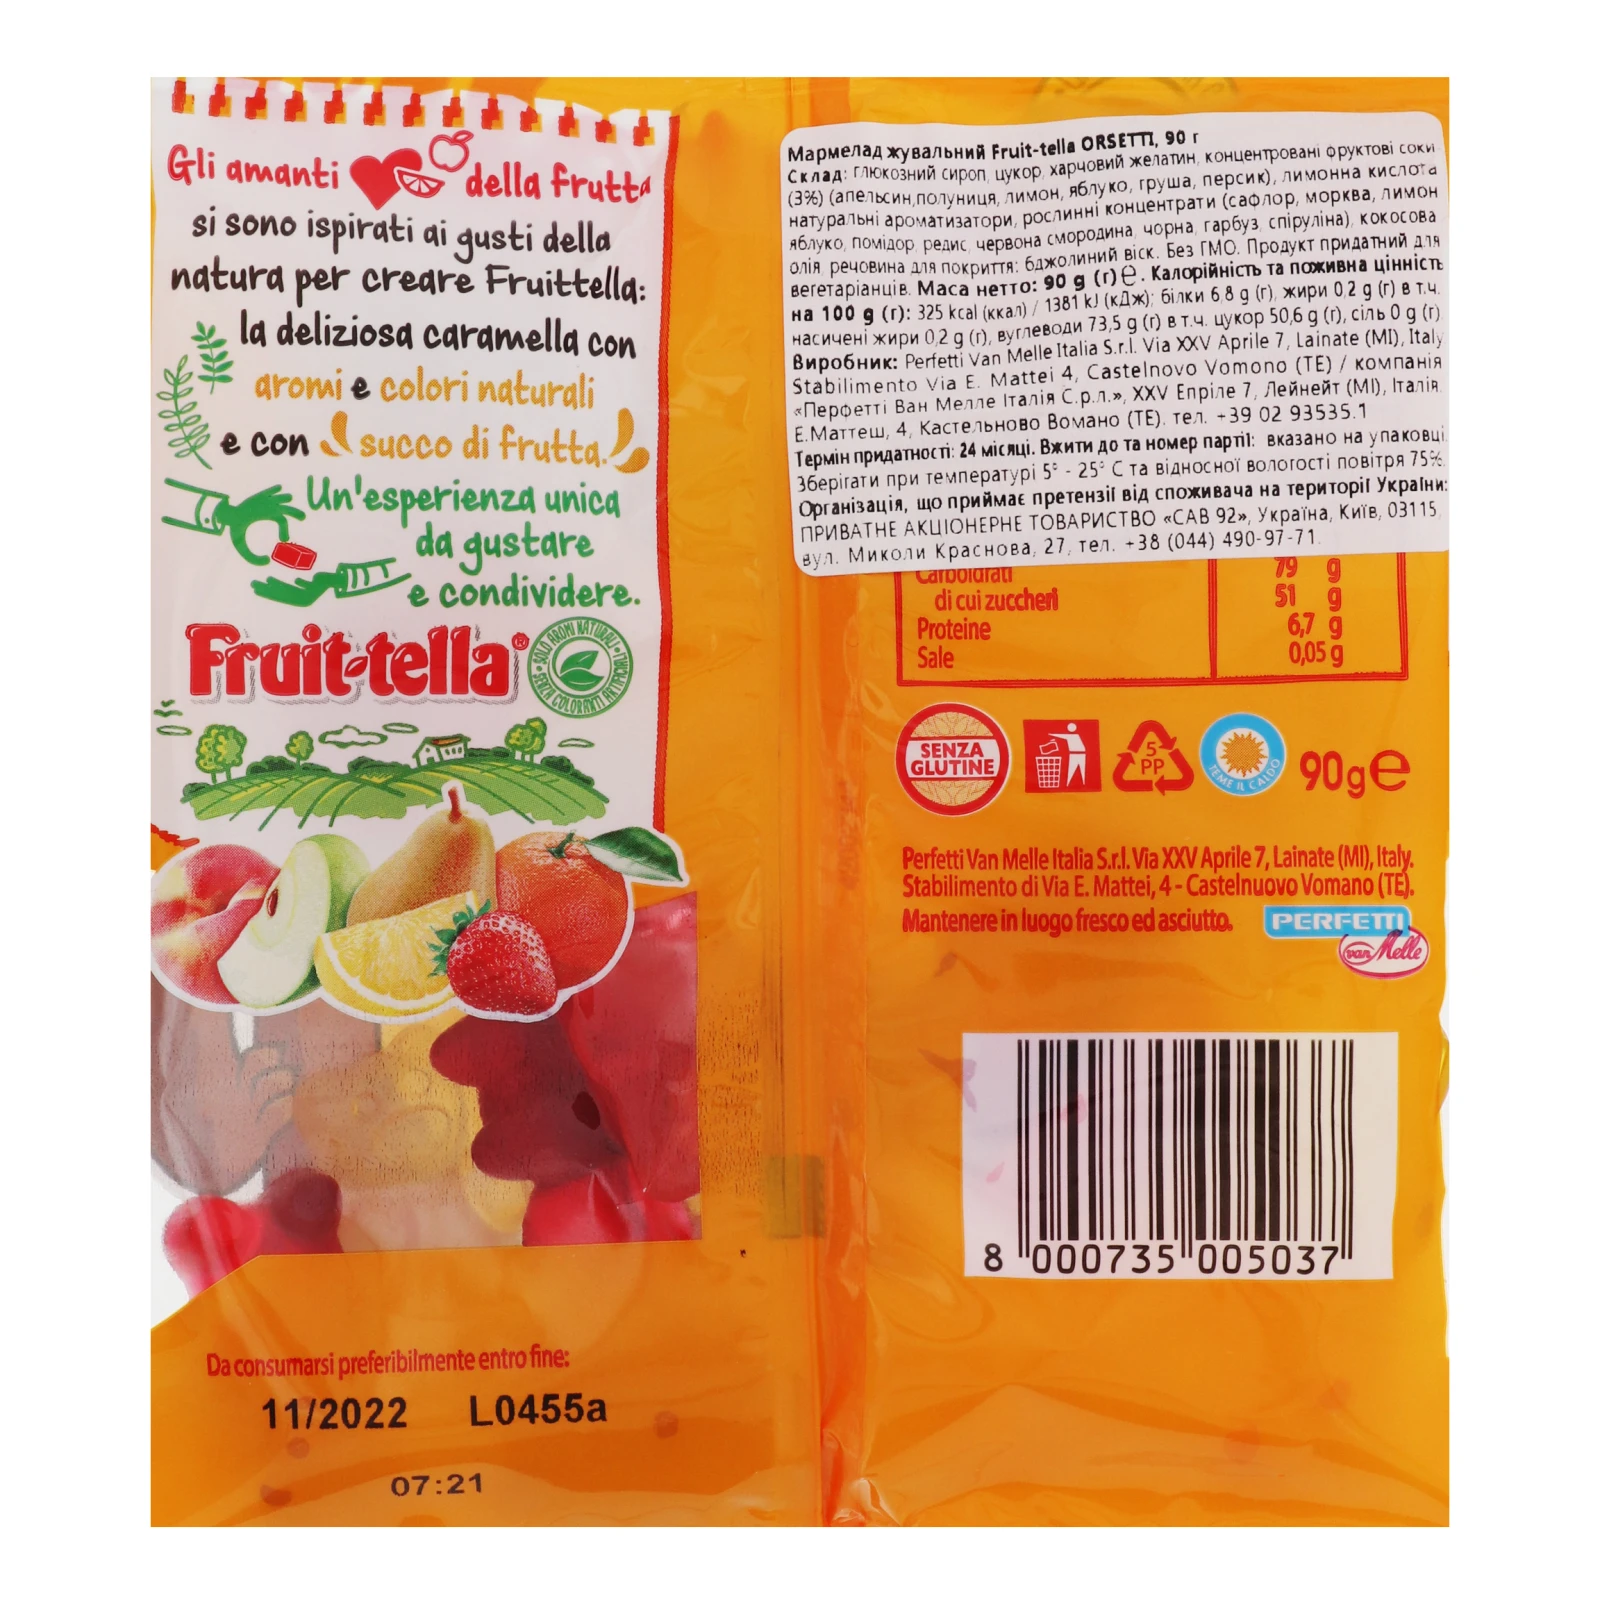 Gli amanti della frutta
si sono ispirati ai gusti della
natura per creare Fruittella:
la deliziosa caramella con
aromi e colori naturali
e con succo di frutta.
Un'esperienza unica
da gustare
e condividere.
Fruit-tella®
SOLO AROMI NATURALI • SENZA COLORANTI ARTIFICIALI •
Da consumarsi preferibilmente entro fine:
11/2022 L0455a
07:21
Мармелад жувальний Fruit-tella ORSETTI, 90 г
Склад: глюкозний сироп, цукор, харчовий желатин, концентровані фруктові соки
(3%) (апельсин,полуниця, лимон, яблуко, груша, персик), лимонна кислота
натуральні ароматизатори, рослинні концентрати (сафлор, морква, лимон
яблуко, помідор, редис, червона смородина, чорна, гарбуз, спіруліна), кокосова
олія, речовина для покриття: бджолиний віск. Без ГМО. Продукт придатний для
вегетаріанців. Маса нетто: 90 g (г)℮. Калорійність та поживна цінність
на 100 g (г): 325 kcal (ккал) / 1381 kJ (кДж); білки 6,8 g (г), жири 0,2 g (г) в т.ч.
насичені жири 0,2 g (г), вуглеводи 73,5 g (г) в т.ч. цукор 50,6 g (г), сіль 0 g (г)
Виробник: Perfetti Van Melle Italia S.r.l. Via XXV Aprile 7, Lainate (MI), Italy
Stabilimento Via E. Mattei 4, Castelnovo Vomono (TE) / компанія
«Перфетті Ван Мелле Італія С.р.л.», XXV Епріле 7, Лейнейт (МІ), Італія.
Е.Маттеш, 4, Кастельново Вомано (ТЕ). тел. +39 02 93535.1
Термін придатності: 24 місяці. Вжити до та номер партії: вказано на упаковці.
Зберігати при температурі 5° - 25° С та відносної вологості повітря 75%.
Організація, що приймає претензії від споживача на території України:
ПРИВАТНЕ АКЦІОНЕРНЕ ТОВАРИСТВО «САВ 92», Україна, Київ, 03115,
вул. Миколи Краснова, 27, тел. +38 (044) 490-97-71.
Carboidrati 79 g
di cui zuccheri 51 g
Proteine 6,7 g
Sale 0,05 g
SENZA
GLUTINE
5
PP
TEME IL CALDO
90g℮
Perfetti Van Melle Italia S.r.l. Via XXV Aprile 7, Lainate (MI), Italy.
Stabilimento di Via E. Mattei, 4 - Castelnuovo Vomano (TE).
Mantenere in luogo fresco ed asciutto.
PERFETTI
van Melle
8 000735 005037